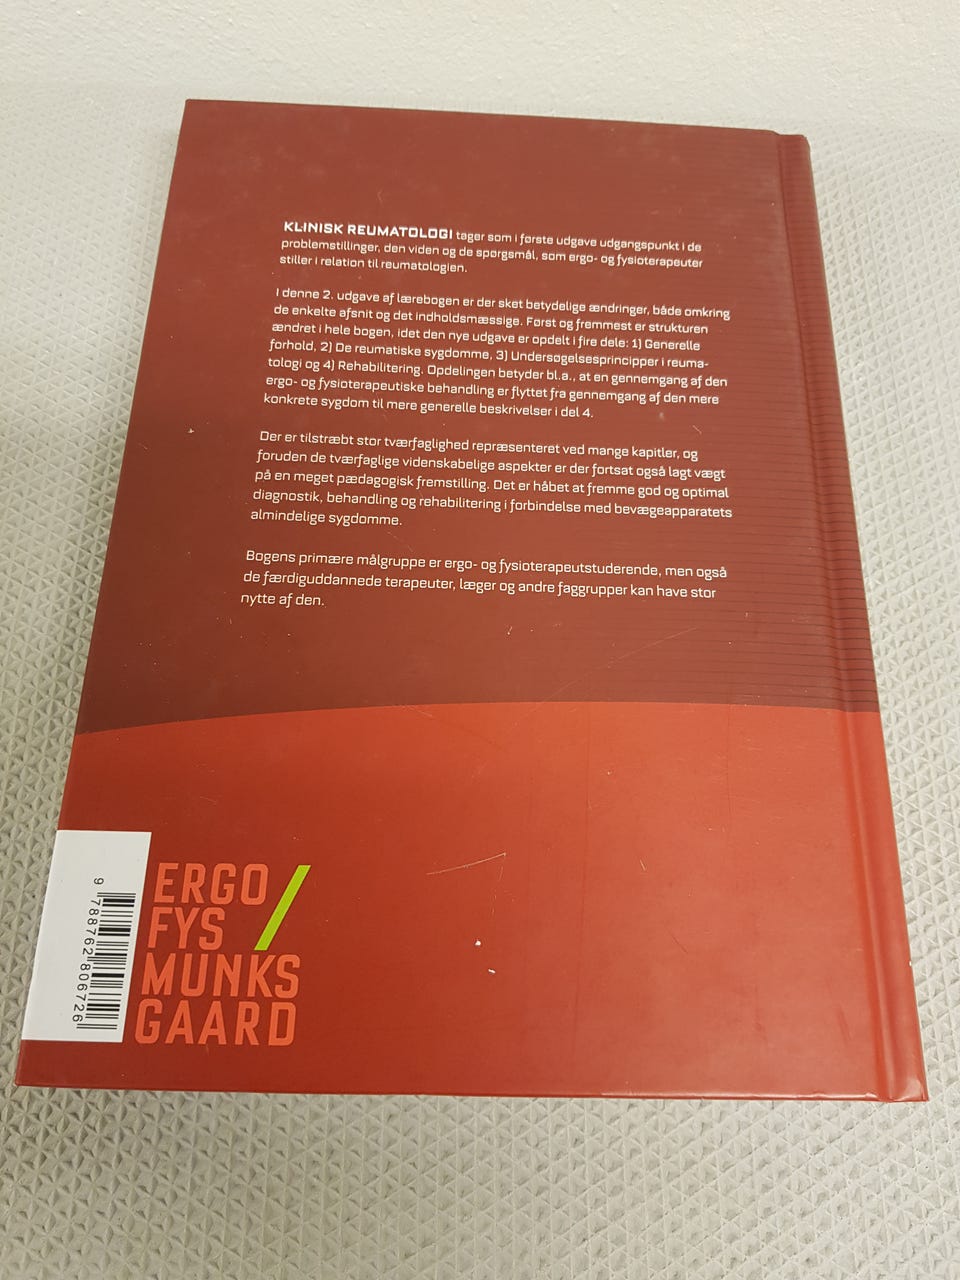 KLINISK REUMATOLOGI tager som i første udgave udgangspunkt i de
problemstillinger, den viden og de spørgsmål, som ergo- og fysioterapeuter
stiller i relation til reumatologien.
I denne 2. udgave af lærebogen er der sket betydelige ændringer, både omkring
de enkelte afsnit og det indholdsmæssige. Først og fremmest er strukturen
ændret i hele bogen, idet den nye udgave er opdelt i fire dele: 1) Generelle
forhold, 2) De reumatiske sygdomme, 3) Undersøgelsesprincipper i reuma-
tologi og 4) Rehabilitering. Opdelingen betyder bl.a., at en gennemgang af den
ergo- og fysioterapeutiske behandling er flyttet fra gennemgang af den mere
konkrete sygdom til mere generelle beskrivelser i del 4.
Der er tilstræbt stor tværfaglighed repræsenteret ved mange kapitler, og
foruden de tværfaglige videnskabelige aspekter er der fortsat også lagt vægt
på en meget pædagogisk fremstilling. Det er håbet at fremme god og optimal
diagnostik, behandling og rehabilitering i forbindelse med bevægeapparatets
almindelige sygdomme.
Bogens primære målgruppe er ergo- og fysioterapeutstuderende, men også
de færdiguddannede terapeuter, læger og andre faggrupper kan have stor
nytte af den.
9 788762 806726
ERGO/
FYS
MUNKS
GAARD